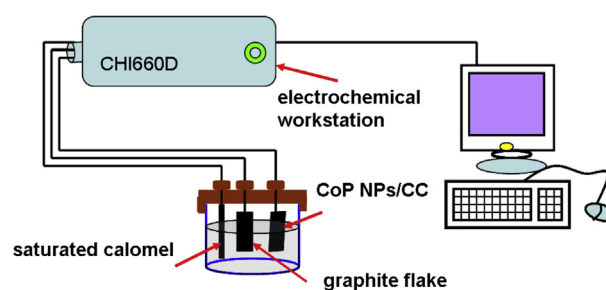 CHI660D
electrochemical
workstation
CoP NPs/CC
saturated calomel
graphite flake